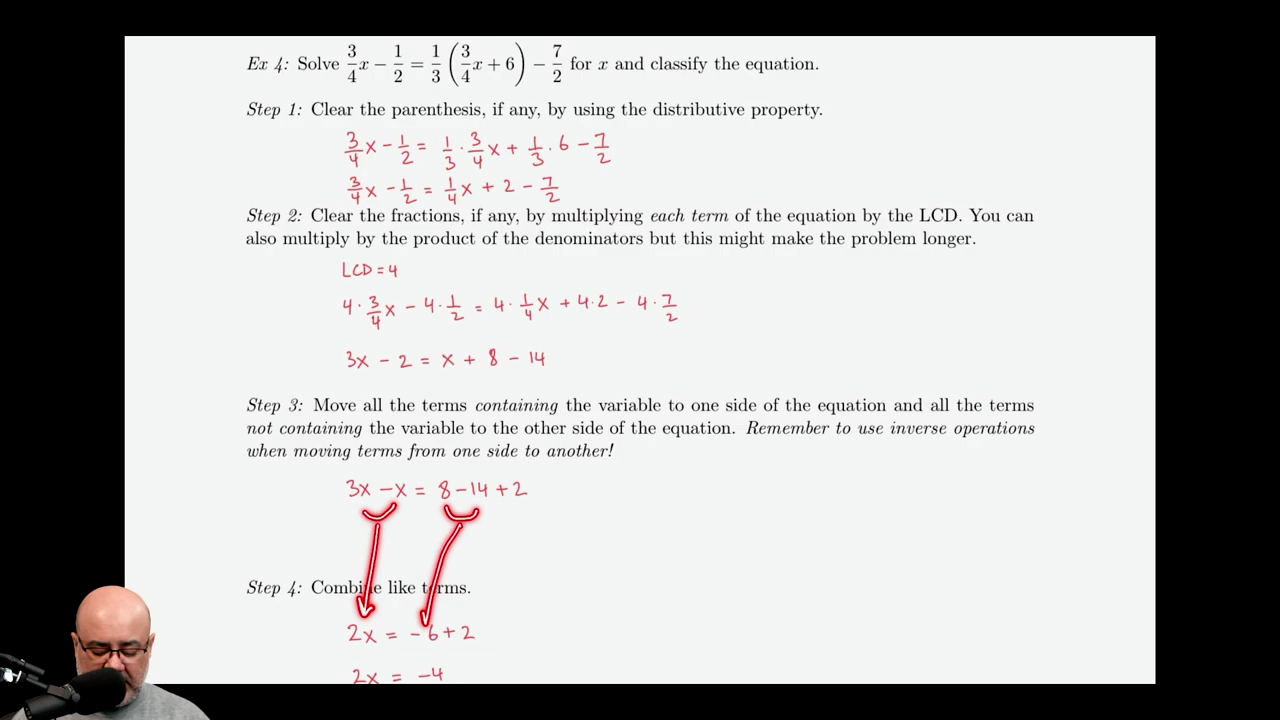 Ex 4: Solve 3/4 x − 1/2 = 1/3 (3/4 x + 6) − 7/2 for x and classify the equation.
Step 1: Clear the parenthesis, if any, by using the distributive property.
3/4 x − 1/2 = 1/3 · 3/4 x + 1/3 · 6 − 7/2
3/4 x − 1/2 = 1/4 x + 2 − 7/2
Step 2: Clear the fractions, if any, by multiplying each term of the equation by the LCD. You can
also multiply by the product of the denominators but this might make the problem longer.
LCD = 4
4 · 3/4 x − 4 · 1/2 = 4 · 1/4 x + 4 · 2 − 4 · 7/2
3x − 2 = x + 8 − 14
Step 3: Move all the terms containing the variable to one side of the equation and all the terms
not containing the variable to the other side of the equation. Remember to use inverse operations
when moving terms from one side to another!
3x − x = 8 − 14 + 2
Step 4: Combine like terms.
2x = −6 + 2
2x = −4